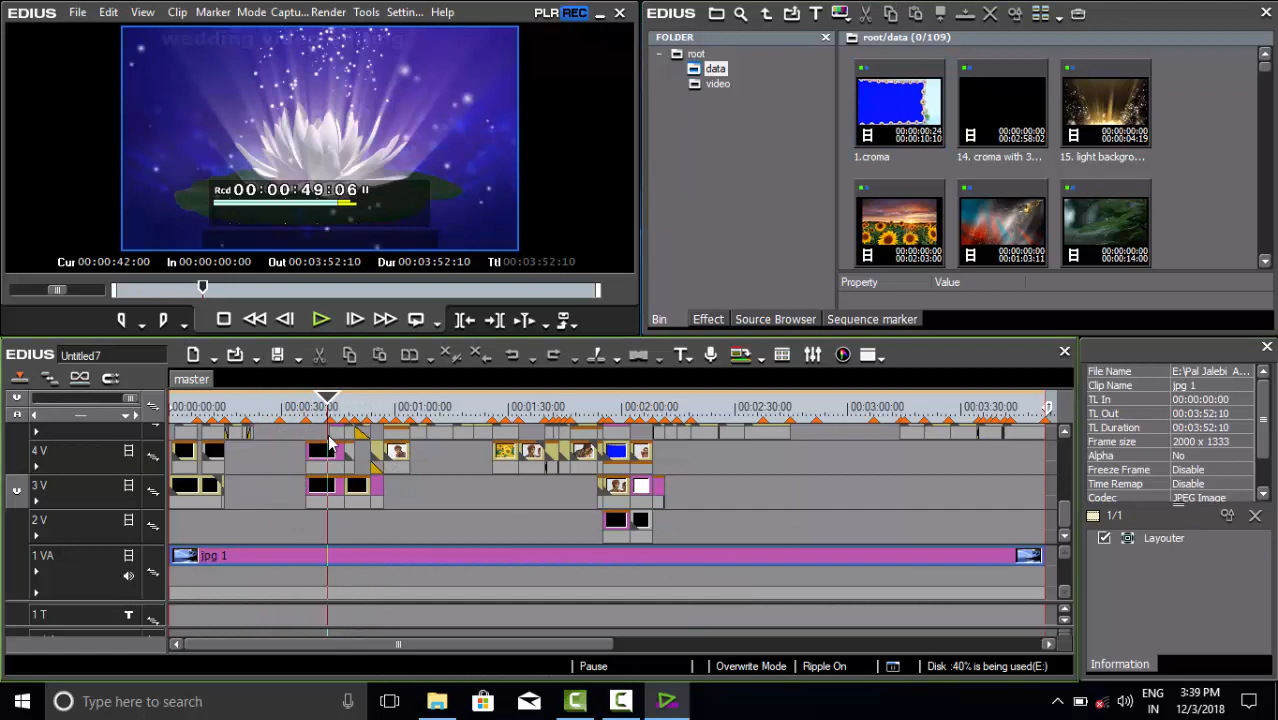 File Edit View Clip Marker Mode Captu... Render Tools Settin... Help
PLR REC
Rcd 00:00:49:06
Cur 00:00:42:00 In 00:00:00:00 Out 03:52:10 Dur 00:03:52:10 Ttl 00:03:52:10
EDIUS
FOLDER
root
data
video
root/data (0/109)
00:00:00:24
00:00:10:10
1.croma
00:00:00:00
00:02:58:02
14. croma with 3...
00:00:00:00
00:00:04:19
15. light backgro...
00:00:00:00
00:02:03:00
00:00:00:00
00:01:03:11
00:00:00:00
00:00:14:00
Property Value
Bin Effect Source Browser Sequence marker
EDIUS Untitled7
master
00:00:00:00 00:00:30:00 00:01:00:00 00:01:30:00 00:02:00:00 00:02:30:00 00:03:00:00 00:03:30:00
4 V
3 V
2 V
1 VA
jpg 1
1 T
Pause Overwrite Mode Ripple On Disk :40% is being used(E:)
File Name E:\Pal Jalebi A...
Clip Name jpg 1
TL In 00:00:00:00
TL Out 00:03:52:10
TL Duration 00:03:52:10
Frame size 2000 x 1333
Alpha No
Freeze Frame Disable
Time Remap Disable
Codec JPEG Image
1/1
Layouter
Information
Type here to search
ENG
IN
3:39 PM
12/3/2018